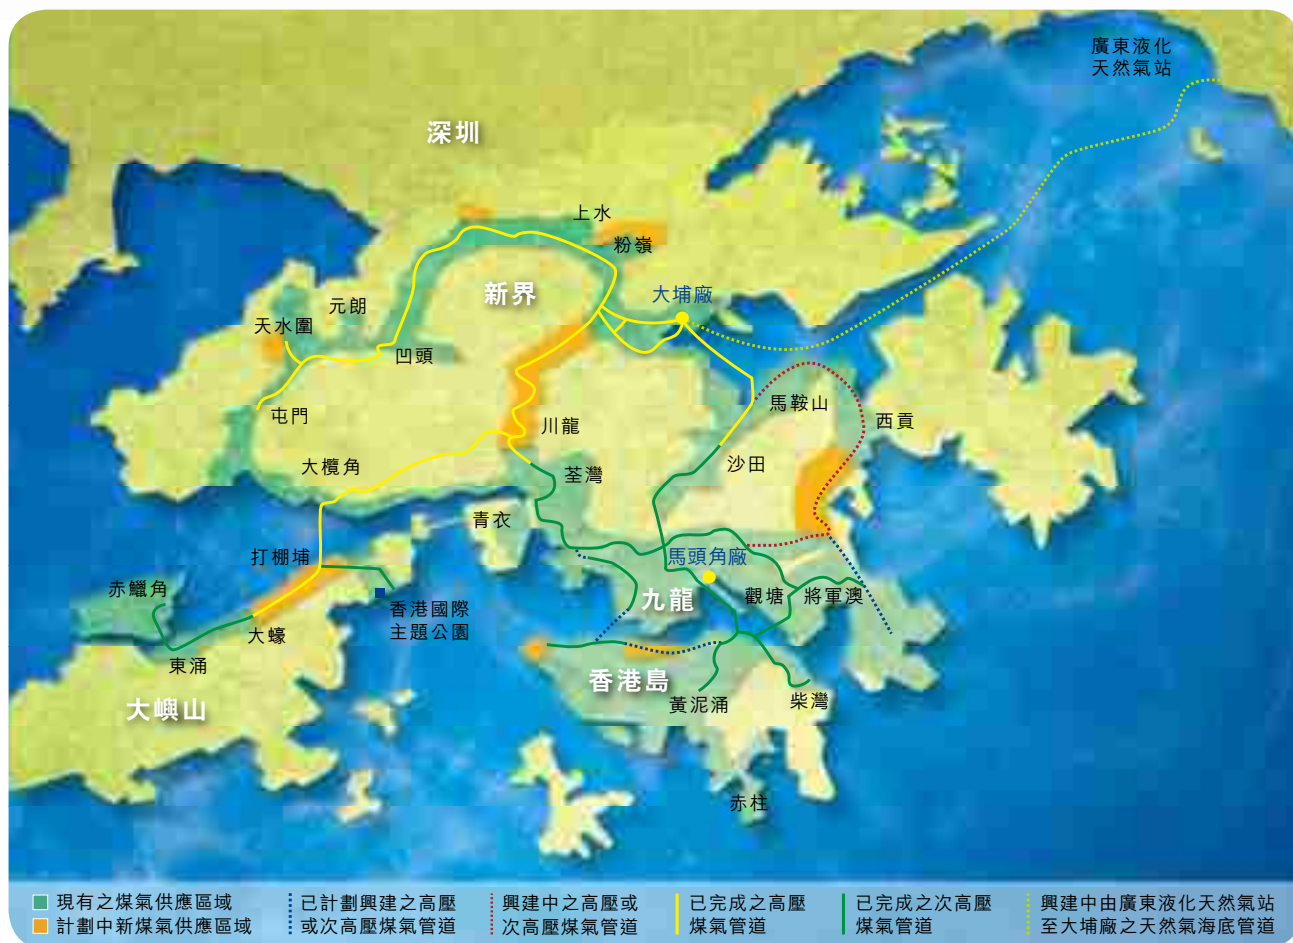 廣東液化
天然氣站
深圳
上水
粉嶺
新界
大埔廠
元朗
天水圍
凹頭
屯門
馬鞍山
西貢
川龍
大欖角
荃灣
沙田
青衣
打棚埔
馬頭角廠
赤鱲角
九龍
觀塘
將軍澳
香港國際
主題公園
大蠔
東涌
香港島
大嶼山
黃泥涌
柴灣
赤柱
現有之煤氣供應區域
計劃中新煤氣供應區域
已計劃興建之高壓
或次高壓煤氣管道
興建中之高壓或
次高壓煤氣管道
已完成之高壓
煤氣管道
已完成之次高壓
煤氣管道
興建中由廣東液化天然氣站
至大埔廠之天然氣海底管道